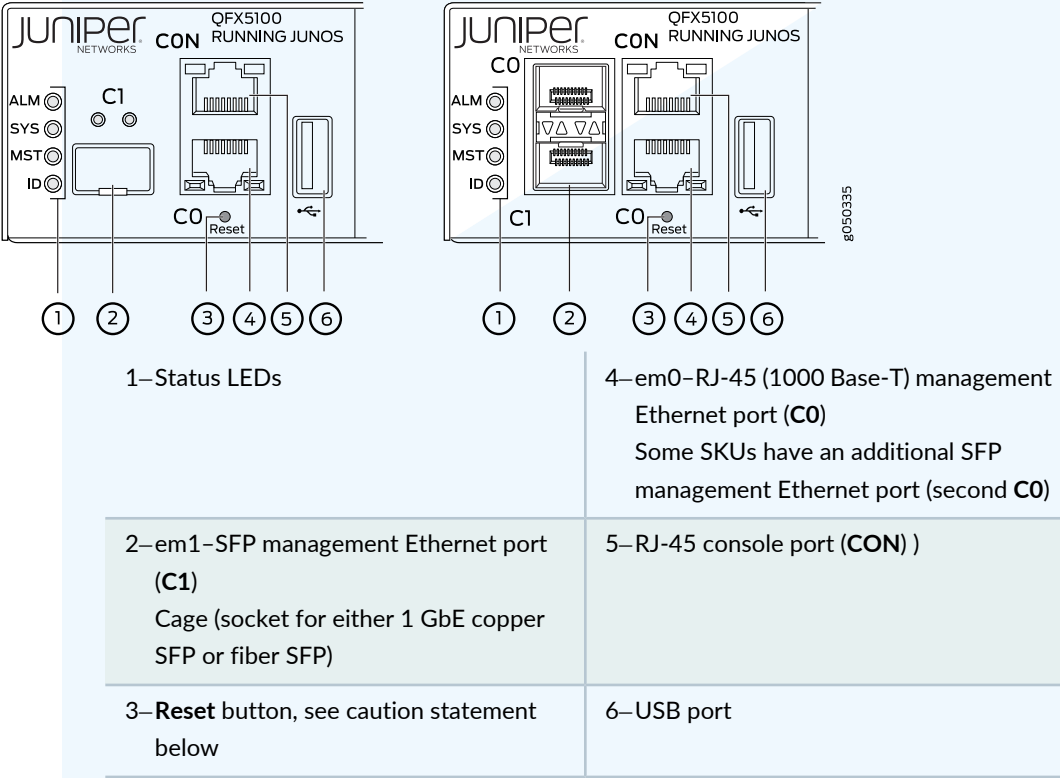 JUNIPER
NETWORKS
QFX5100
RUNNING JUNOS
CON
ALM
SYS
MST
ID
C1
C0
Reset
1
2
3
4
5
6
JUNIPER
NETWORKS
QFX5100
RUNNING JUNOS
C0
CON
ALM
SYS
MST
ID
C1
C0
Reset
1
2
3
4
5
6
g050335
1—Status LEDs
4—em0–RJ-45 (1000 Base-T) management
Ethernet port (C0)
Some SKUs have an additional SFP
management Ethernet port (second C0)
2—em1–SFP management Ethernet port
(C1)
Cage (socket for either 1 GbE copper
SFP or fiber SFP)
5—RJ-45 console port (CON) )
3—Reset button, see caution statement
below
6—USB port